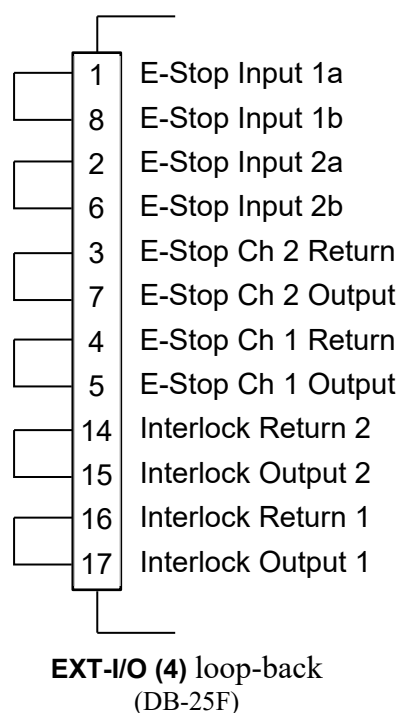 1 E-Stop Input 1a
8 E-Stop Input 1b
2 E-Stop Input 2a
6 E-Stop Input 2b
3 E-Stop Ch 2 Return
7 E-Stop Ch 2 Output
4 E-Stop Ch 1 Return
5 E-Stop Ch 1 Output
14 Interlock Return 2
15 Interlock Output 2
16 Interlock Return 1
17 Interlock Output 1
EXT-I/O (4) loop-back
(DB-25F)